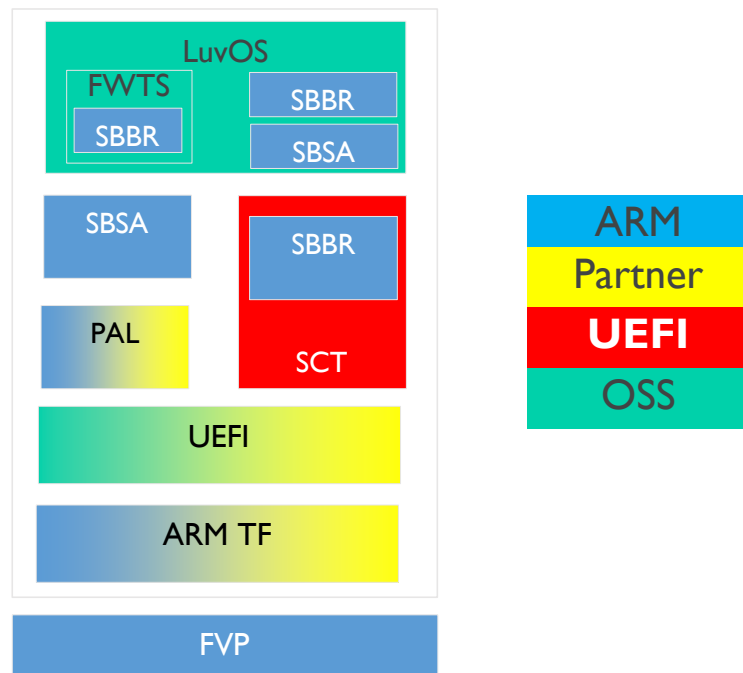 LuvOS
FWTS
SBBR
SBBR
SBSA
SBSA
SBBR
PAL
SCT
UEFI
ARM TF
FVP
ARM
Partner
UEFI
OSS